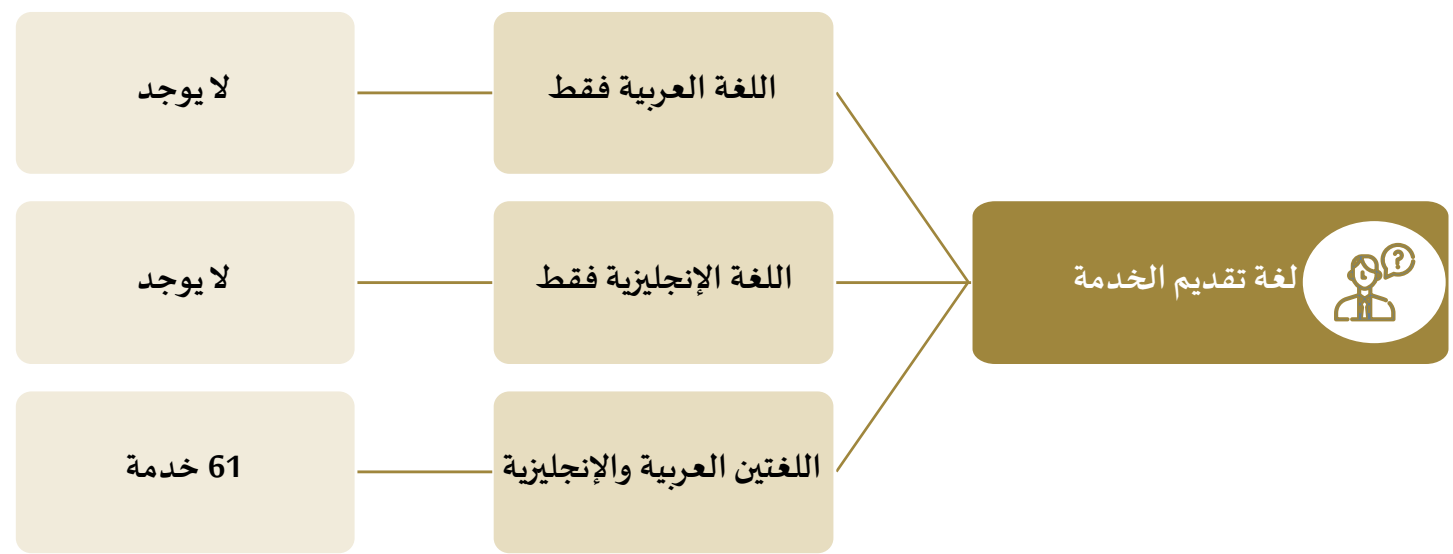 لغة تقديم الخدمة
اللغة العربية فقط
لا يوجد
اللغة الإنجليزية فقط
لا يوجد
اللغتين العربية والإنجليزية
61 خدمة